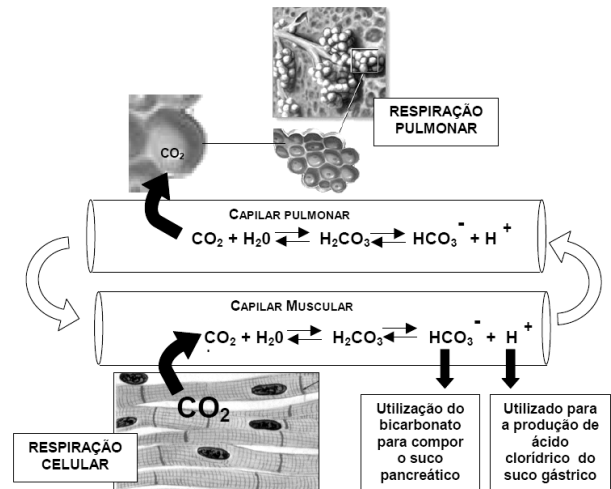 RESPIRAÇÃO
PULMONAR
CO₂
CAPILAR PULMONAR
CO₂ + H₂0 ⇌ H₂CO₃ ⇌ HCO₃⁻ + H⁺
CAPILAR MUSCULAR
CO₂ + H₂0 ⇌ H₂CO₃ ⇌ HCO₃⁻ + H⁺
CO₂
RESPIRAÇÃO
CELULAR
Utilização do
bicarbonato
para compor
o suco
pancreático
Utilizado para
a produção de
ácido
clorídrico do
suco gástrico